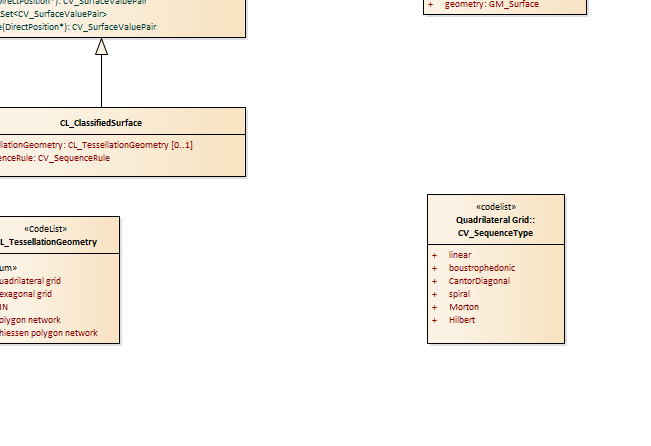 DirectPosition*): CV_SurfaceValuePair
Set<CV_SurfaceValuePair>
e(DirectPosition*): CV_SurfaceValuePair
+ geometry: GM_Surface
CL_ClassifiedSurface
llationGeometry: CL_TessellationGeometry [0..1]
enceRule: CV_SequenceRule
«CodeList»
L_TessellationGeometry
um»
uadrilateral grid
exagonal grid
IN
olygon network
hiessen polygon network
«codelist»
Quadrilateral Grid::
CV_SequenceType
+ linear
+ boustrophedonic
+ CantorDiagonal
+ spiral
+ Morton
+ Hilbert